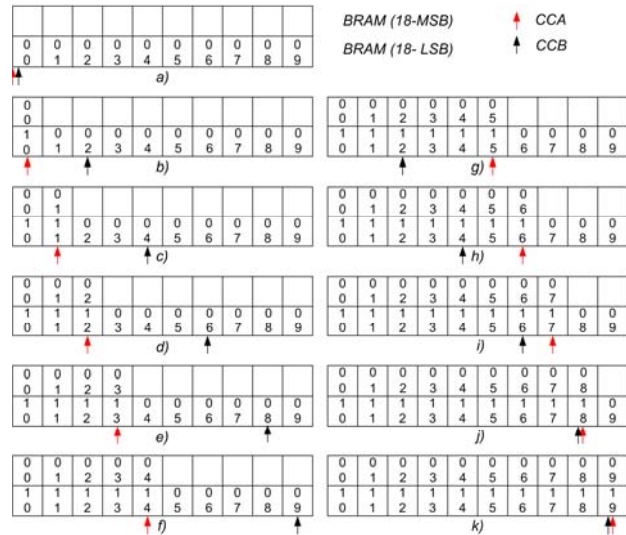 0 0 0 0 0 0 0 0 0 0
0 1 2 3 4 5 6 7 8 9
a)
0
0
1 0 0 0 0 0 0 0 0 0
0 1 2 3 4 5 6 7 8 9
b)
0 0
0 1
1 1 0 0 0 0 0 0 0 0
0 1 2 3 4 5 6 7 8 9
c)
0 0 0
0 1 2
1 1 1 0 0 0 0 0 0 0
0 1 2 3 4 5 6 7 8 9
d)
0 0 0 0
0 1 2 3
1 1 1 1 0 0 0 0 0 0
0 1 2 3 4 5 6 7 8 9
e)
0 0 0 0 0
0 1 2 3 4
1 1 1 1 1 0 0 0 0 0
0 1 2 3 4 5 6 7 8 9
f)
BRAM (18-MSB) CCA
BRAM (18- LSB) CCB
0 0 0 0 0 0
0 1 2 3 4 5
1 1 1 1 1 1 0 0 0 0
0 1 2 3 4 5 6 7 8 9
g)
0 0 0 0 0 0 0
0 1 2 3 4 5 6
1 1 1 1 1 1 1 0 0 0
0 1 2 3 4 5 6 7 8 9
h)
0 0 0 0 0 0 0 0
0 1 2 3 4 5 6 7
1 1 1 1 1 1 1 1 0 0
0 1 2 3 4 5 6 7 8 9
i)
0 0 0 0 0 0 0 0 0
0 1 2 3 4 5 6 7 8
1 1 1 1 1 1 1 1 1 0
0 1 2 3 4 5 6 7 8 9
j)
0 0 0 0 0 0 0 0 0 0
0 1 2 3 4 5 6 7 8 9
1 1 1 1 1 1 1 1 1 1
0 1 2 3 4 5 6 7 8 9
k)